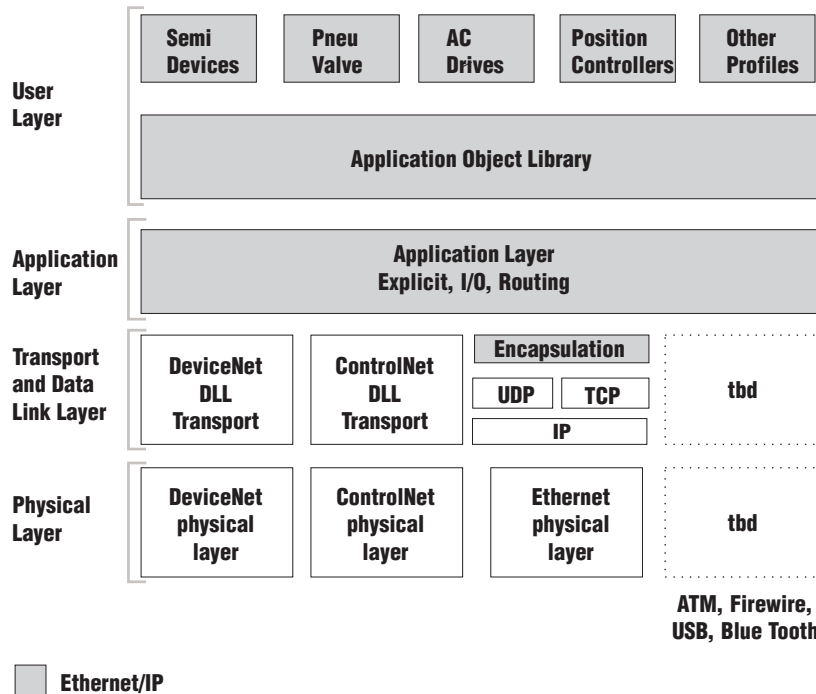 Semi
Devices
Pneu
Valve
AC
Drives
Position
Controllers
Other
Profiles
User
Layer
Application Object Library
Application
Layer
Application Layer
Explicit, I/O, Routing
Transport
and Data
Link Layer
DeviceNet
DLL
Transport
ControlNet
DLL
Transport
Encapsulation
UDP
TCP
IP
tbd
Physical
Layer
DeviceNet
physical
layer
ControlNet
physical
layer
Ethernet
physical
layer
tbd
ATM, Firewire,
USB, Blue Tooth
Ethernet/IP